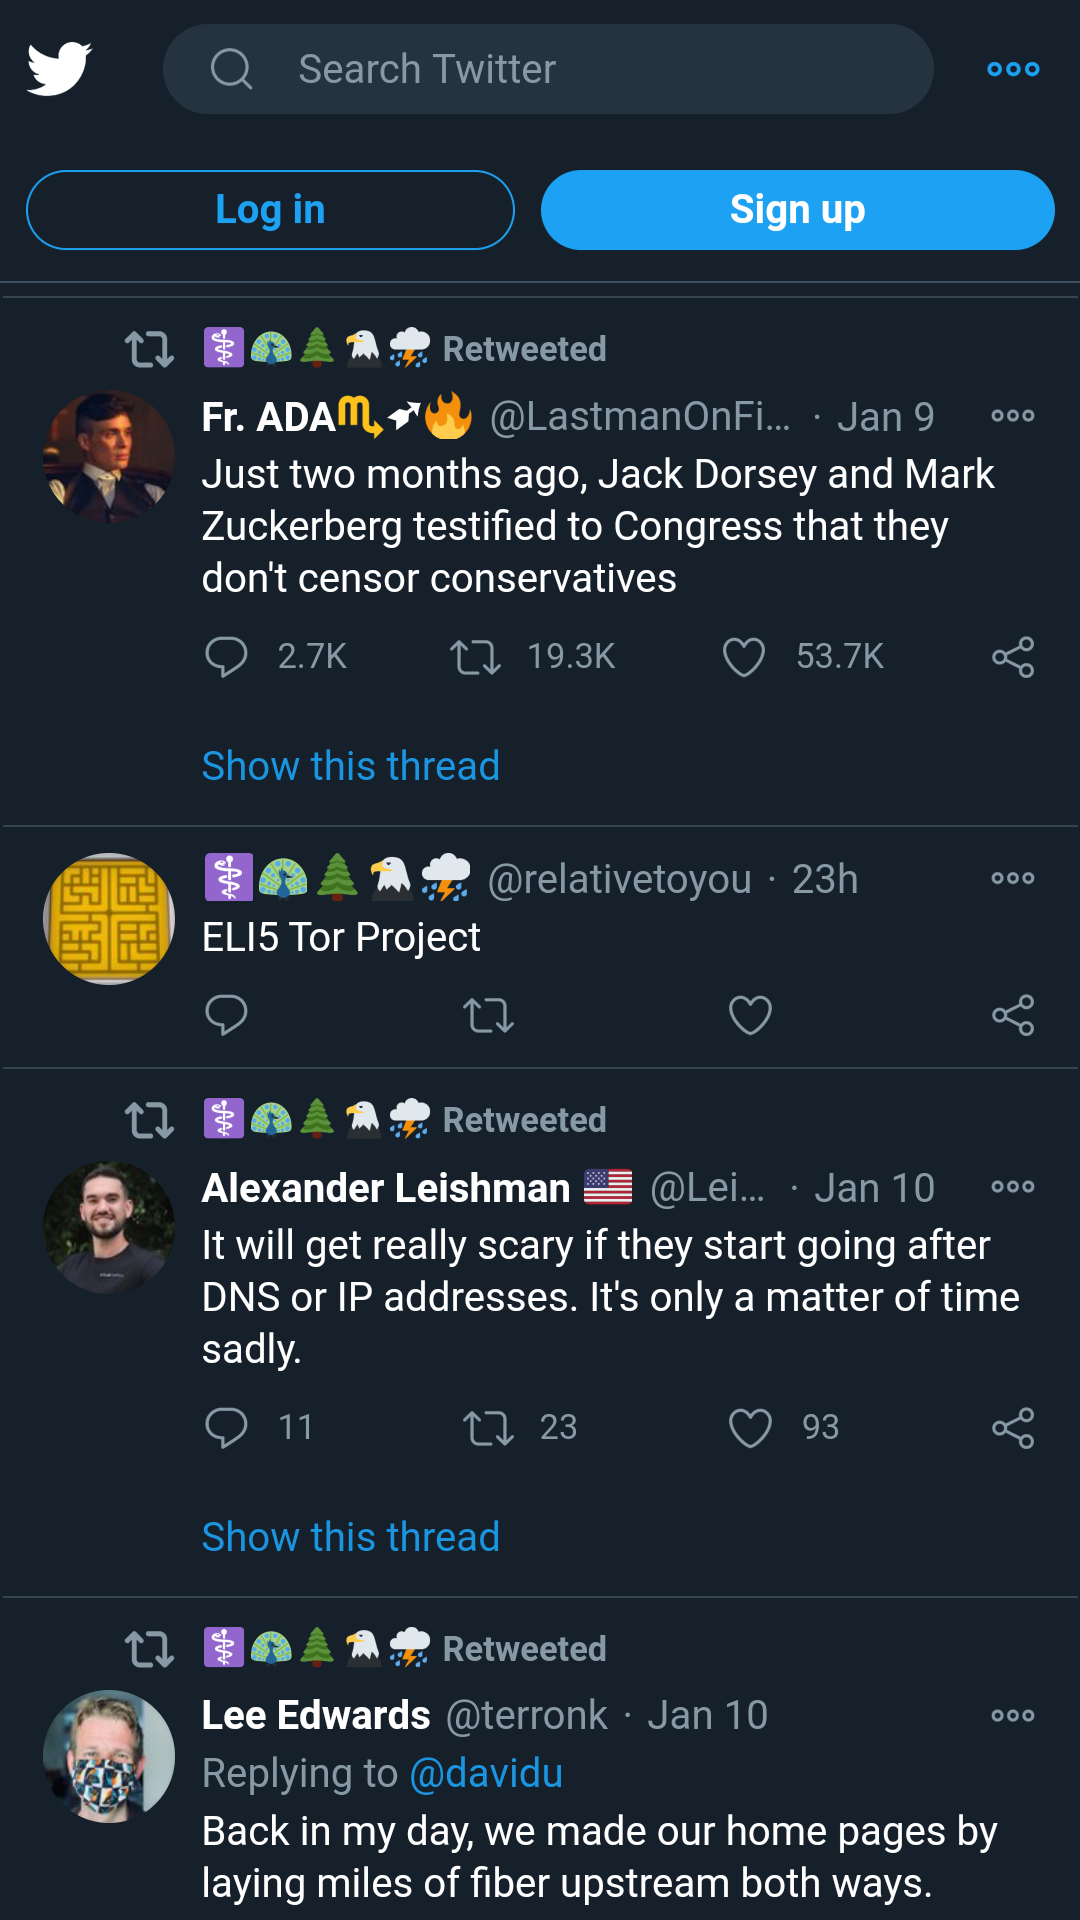 Search Twitter
Log in
Sign up
⚕️🦚🌲🦅⛈️ Retweeted
Fr. ADA♏➶🔥 @LastmanOnFi... · Jan 9
Just two months ago, Jack Dorsey and Mark
Zuckerberg testified to Congress that they
don't censor conservatives
2.7K 19.3K 53.7K
Show this thread
⚕️🦚🌲🦅⛈️ @relativetoyou · 23h
ELI5 Tor Project
⚕️🦚🌲🦅⛈️ Retweeted
Alexander Leishman 🇺🇸 @Lei... · Jan 10
It will get really scary if they start going after
DNS or IP addresses. It's only a matter of time
sadly.
11 23 93
Show this thread
⚕️🦚🌲🦅⛈️ Retweeted
Lee Edwards @terronk · Jan 10
Replying to @davidu
Back in my day, we made our home pages by
laying miles of fiber upstream both ways.